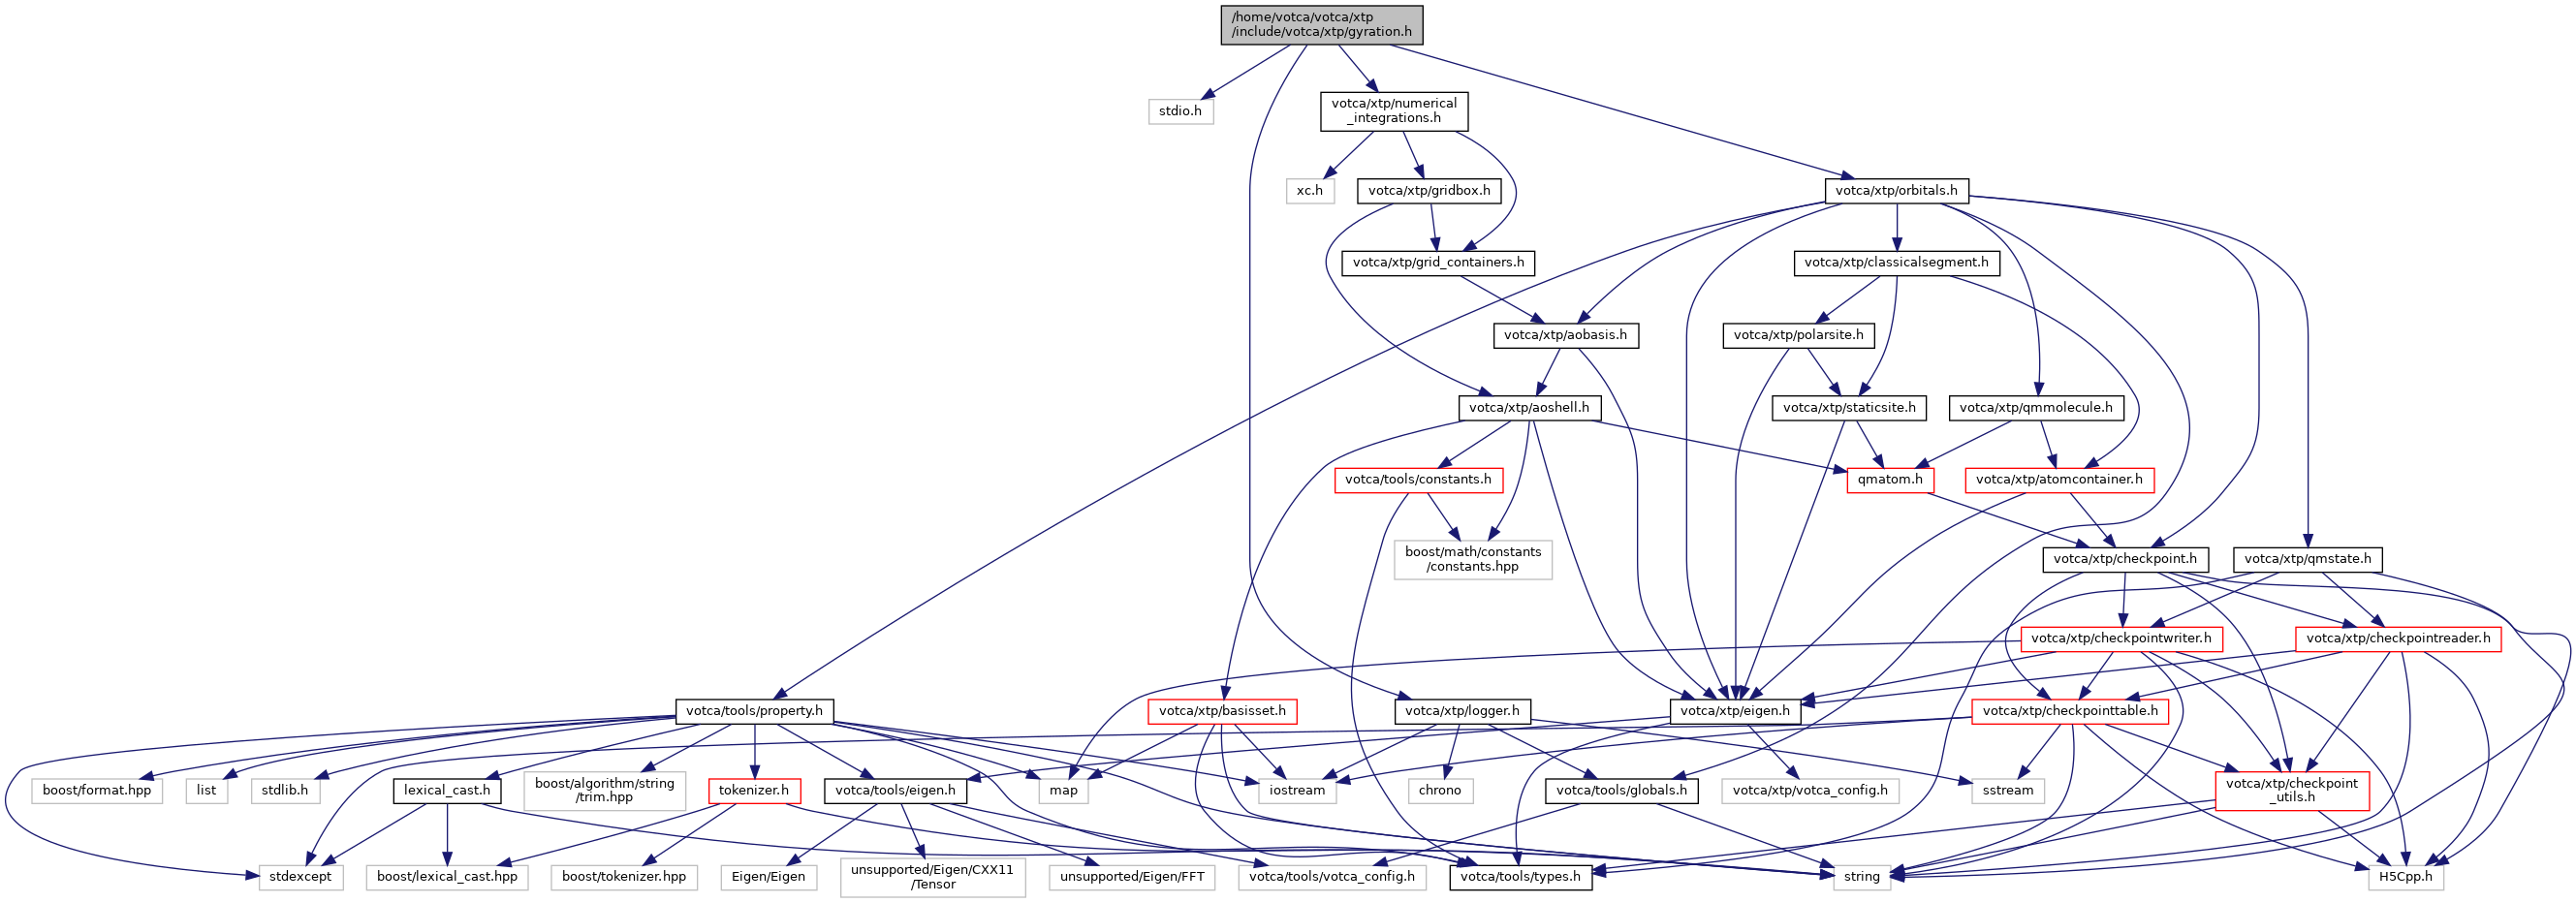 /home/votca/votca/xtp
/include/votca/xtp/gyration.h
stdio.h
votca/xtp/numerical
_integrations.h
xc.h
votca/xtp/gridbox.h
votca/xtp/orbitals.h
votca/xtp/grid_containers.h
votca/xtp/classicalsegment.h
votca/xtp/aobasis.h
votca/xtp/polarsite.h
votca/xtp/aoshell.h
votca/xtp/staticsite.h
votca/xtp/qmmolecule.h
votca/tools/constants.h
qmatom.h
votca/xtp/atomcontainer.h
boost/math/constants
/constants.hpp
votca/xtp/checkpoint.h
votca/xtp/qmstate.h
votca/xtp/checkpointwriter.h
votca/xtp/checkpointreader.h
votca/tools/property.h
votca/xtp/basisset.h
votca/xtp/logger.h
votca/xtp/eigen.h
votca/xtp/checkpointtable.h
boost/format.hpp
list
stdlib.h
lexical_cast.h
boost/algorithm/string
/trim.hpp
tokenizer.h
votca/tools/eigen.h
map
iostream
chrono
votca/tools/globals.h
votca/xtp/votca_config.h
sstream
votca/xtp/checkpoint
_utils.h
stdexcept
boost/lexical_cast.hpp
boost/tokenizer.hpp
Eigen/Eigen
unsupported/Eigen/CXX11
/Tensor
unsupported/Eigen/FFT
votca/tools/votca_config.h
votca/tools/types.h
string
H5Cpp.h